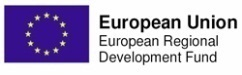 European Union
European Regional
Development Fund